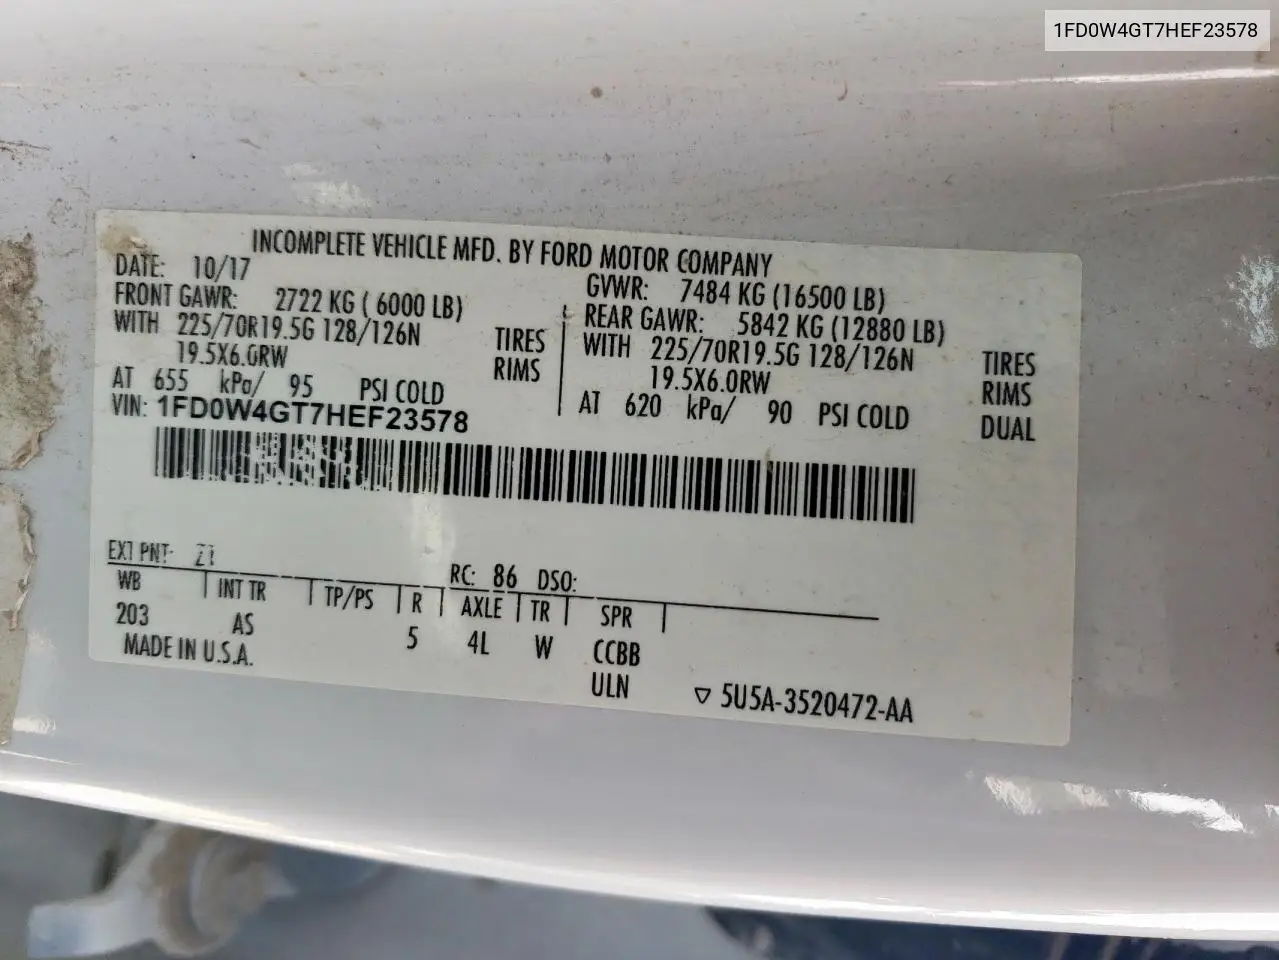 1FD0W4GT7HEF23578
INCOMPLETE VEHICLE MFD. BY FORD MOTOR COMPANY
DATE: 10/17 GVWR: 7484 KG (16500 LB)
FRONT GAWR: 2722 KG ( 6000 LB) REAR GAWR: 5842 KG (12880 LB)
WITH 225/70R19.5G 128/126N TIRES WITH 225/70R19.5G 128/126N TIRES
19.5X6.0RW RIMS 19.5X6.0RW RIMS
AT 655 kPa/ 95 PSI COLD AT 620 kPa/ 90 PSI COLD DUAL
VIN: 1FD0W4GT7HEF23578
EXT PNT: Z1 RC: 86 DSO:
WB INT TR TP/PS R AXLE TR SPR
203 AS 5 4L W CCBB
MADE IN U.S.A. ULN ▽ 5U5A-3520472-AA